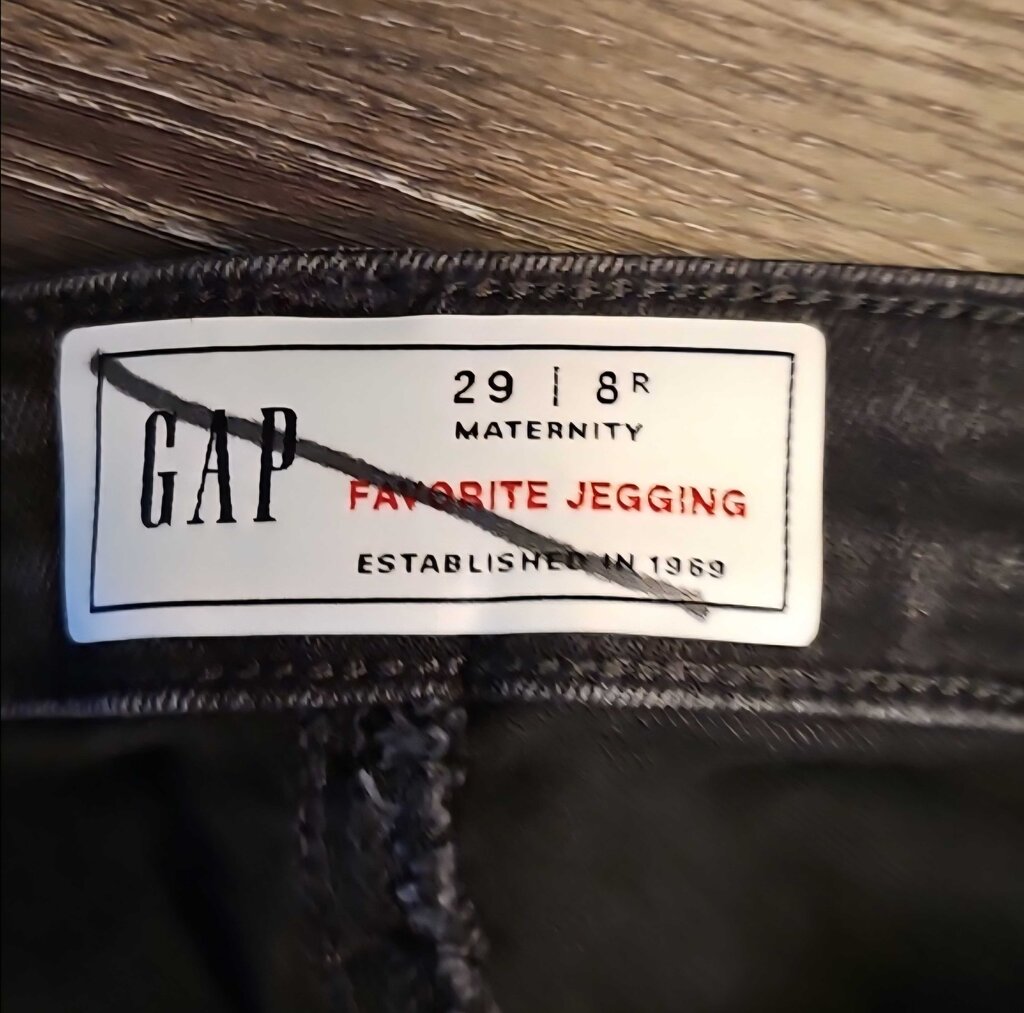 GAP
29 | 8R
MATERNITY
FAVORITE JEGGING
ESTABLISHED IN 1969